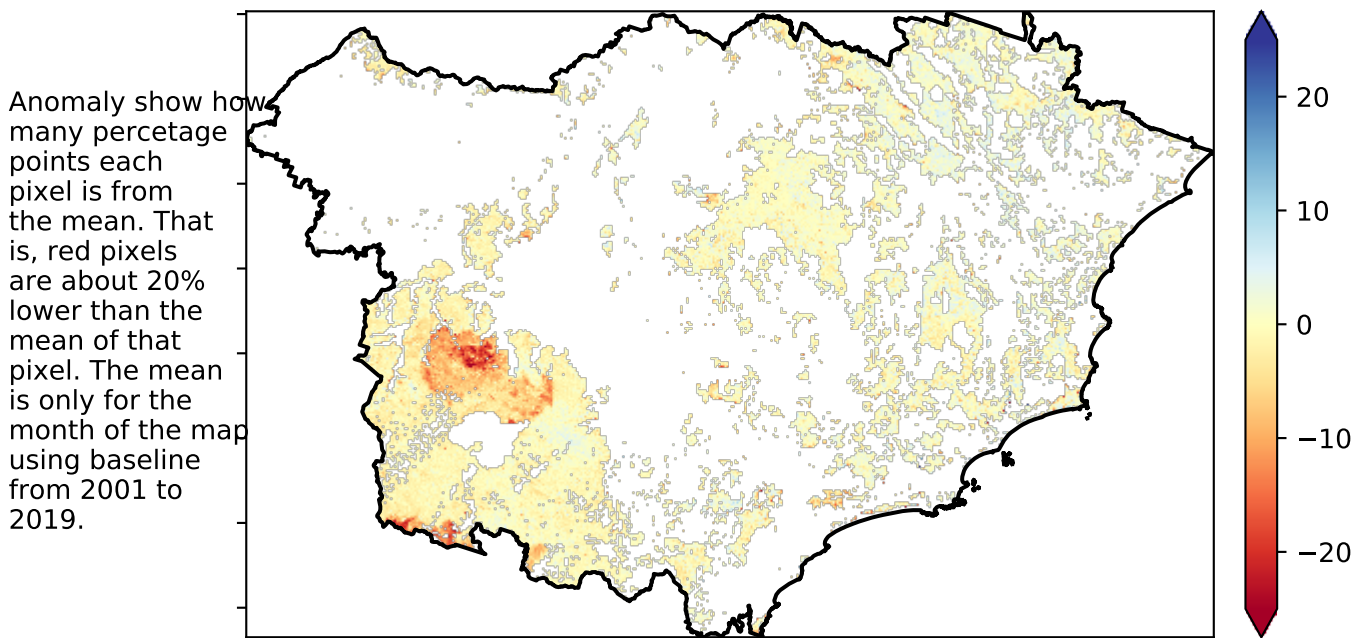 Anomaly show how
many percetage
points each
pixel is from
the mean. That
is, red pixels
are about 20%
lower than the
mean of that
pixel. The mean
is only for the
month of the map
using baseline
from 2001 to
2019.
20
10
0
−10
−20